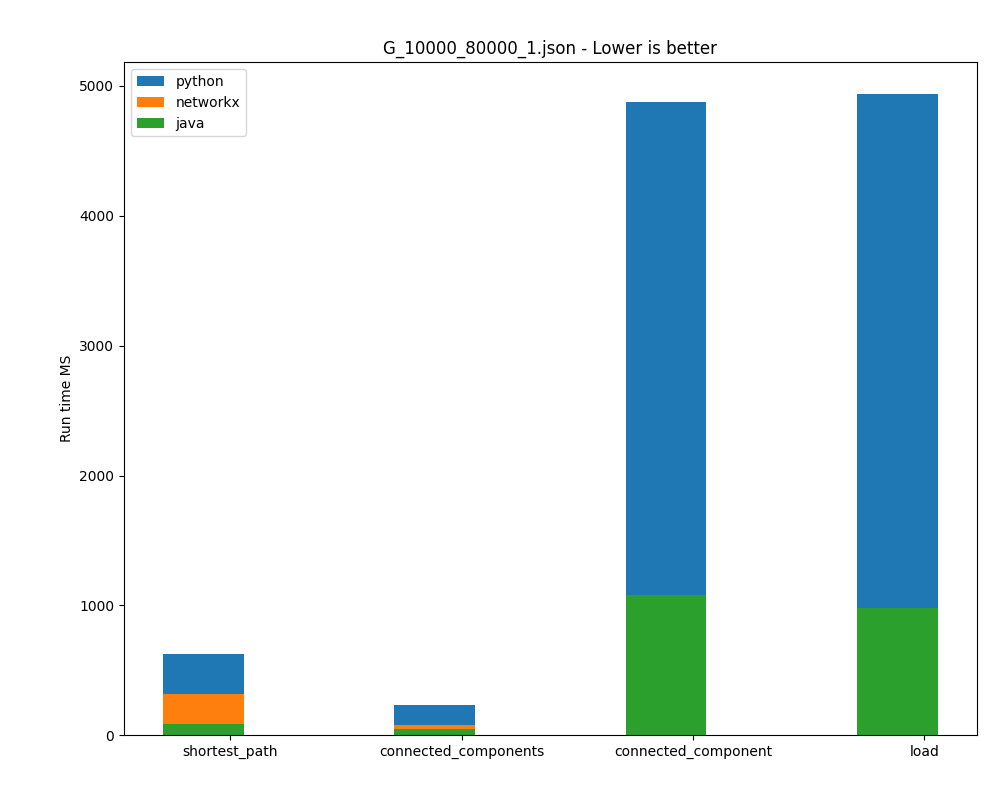 G_10000_80000_1.json - Lower is better
python
networkx
java
5000
4000
3000
2000
1000
0
Run time MS
shortest_path
connected_components
connected_component
load